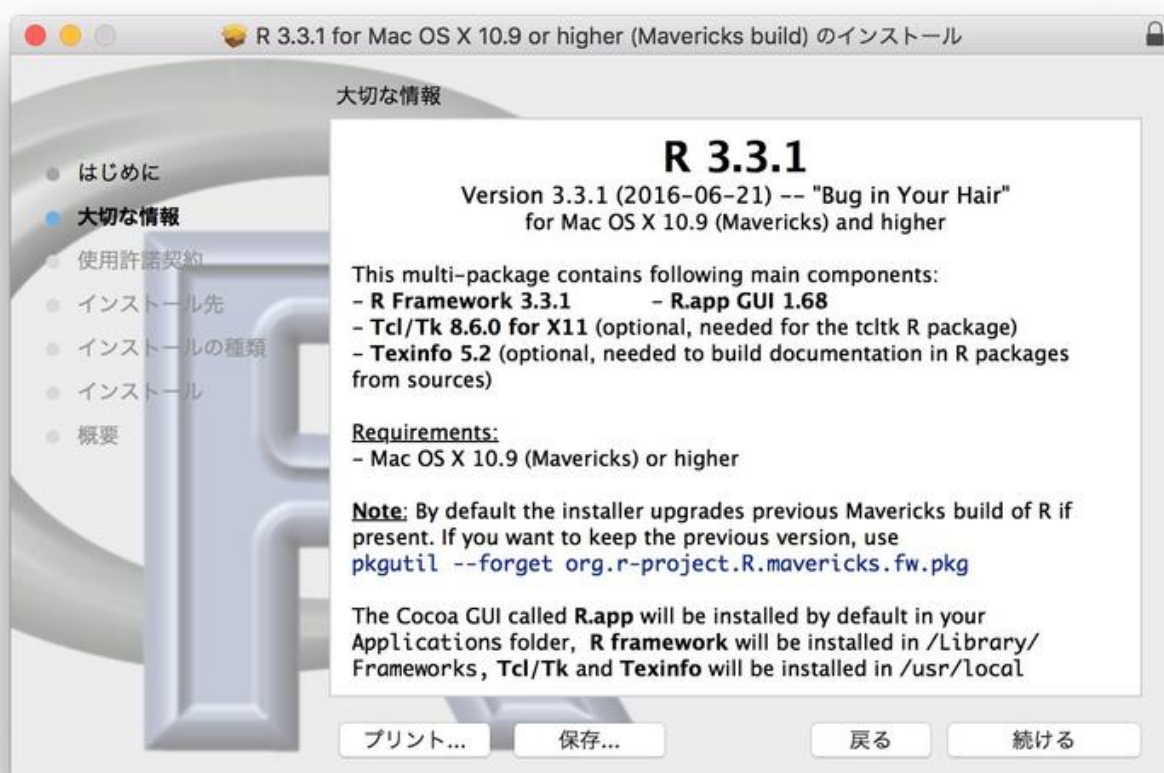 R 3.3.1 for Mac OS X 10.9 or higher (Mavericks build) のインストール
大切な情報
はじめに
大切な情報
使用許諾契約
インストール先
インストールの種類
インストール
概要
R 3.3.1
Version 3.3.1 (2016-06-21) -- "Bug in Your Hair"
for Mac OS X 10.9 (Mavericks) and higher
This multi-package contains following main components:
- R Framework 3.3.1 - R.app GUI 1.68
- Tcl/Tk 8.6.0 for X11 (optional, needed for the tcltk R package)
- Texinfo 5.2 (optional, needed to build documentation in R packages
from sources)
Requirements:
- Mac OS X 10.9 (Mavericks) or higher
Note: By default the installer upgrades previous Mavericks build of R if
present. If you want to keep the previous version, use
pkgutil --forget org.r-project.R.mavericks.fw.pkg
The Cocoa GUI called R.app will be installed by default in your
Applications folder, R framework will be installed in /Library/
Frameworks, Tcl/Tk and Texinfo will be installed in /usr/local
プリント... 保存... 戻る 続ける